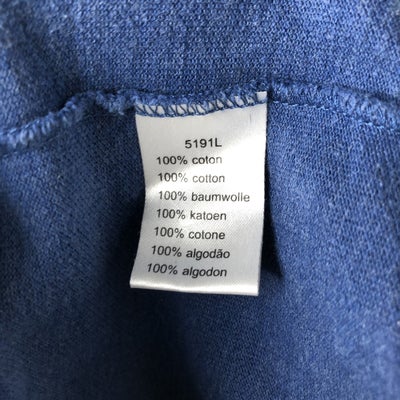 5191L
100% coton
100% cotton
100% baumwolle
100% katoen
100% cotone
100% algodão
100% algodon